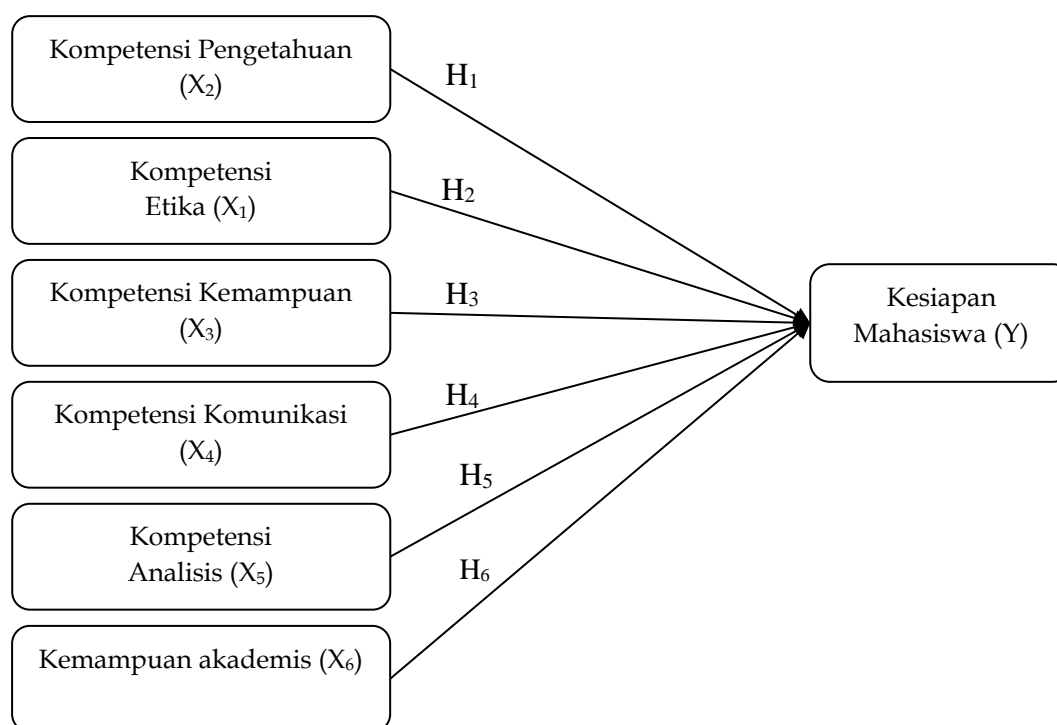 Kompetensi Pengetahuan
(X₂)
H₁
Kompetensi
Etika (X₁)
H₂
Kompetensi Kemampuan
(X₃)
H₃
Kesiapan
Mahasiswa (Y)
Kompetensi Komunikasi
(X₄)
H₄
Kompetensi
Analisis (X₅)
H₅
Kemampuan akademis (X₆)
H₆